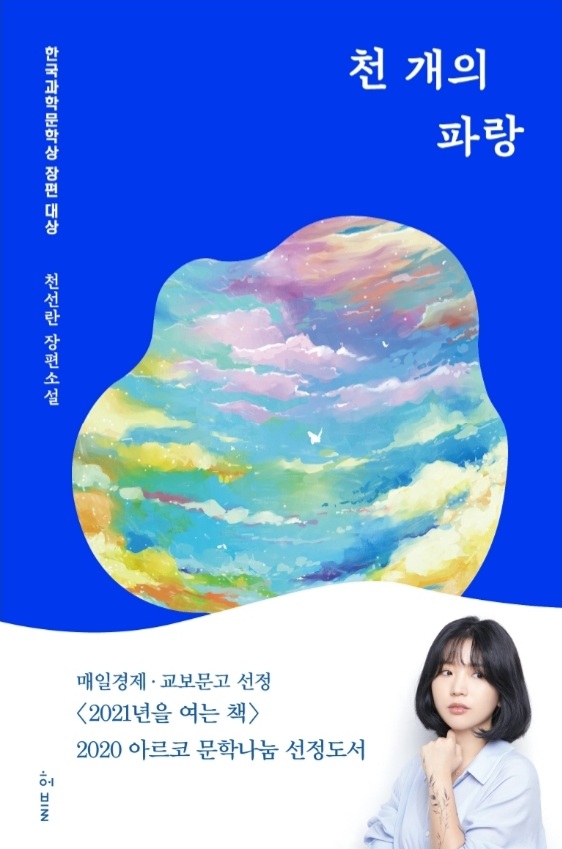 천 개의
파랑
한국과학문학상 장편 대상
천선란 장편소설
매일경제 · 교보문고 선정
〈2021년을 여는 책〉
2020 아르코 문학나눔 선정도서
허블